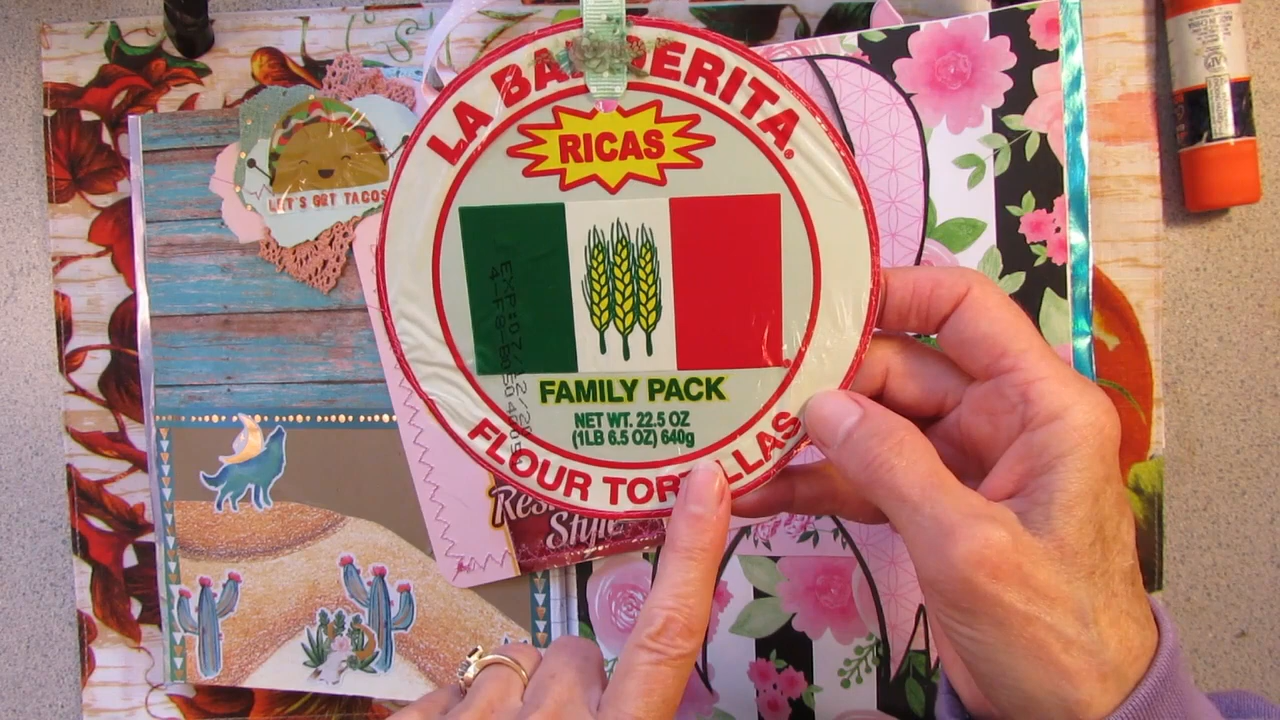 LA BANDERITA.
RICAS
LET'S GET TACOS
FAMILY PACK
NET WT. 22.5 OZ
(1LB 6.5 OZ) 640g
FLOUR TORTILLAS
Style